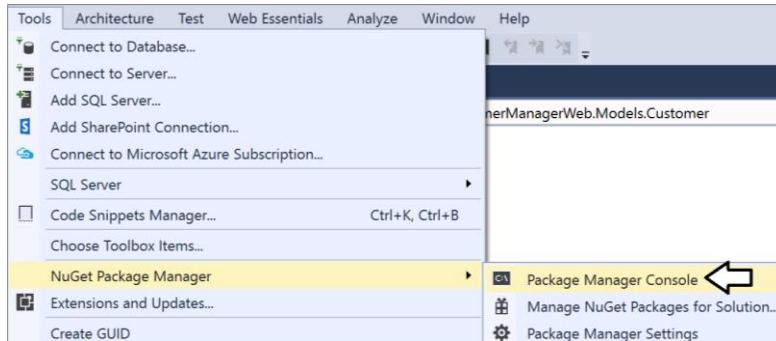 Tools Architecture Test Web Essentials Analyze Window Help
Connect to Database...
Connect to Server...
Add SQL Server...
nerManagerWeb.Models.Customer
Add SharePoint Connection...
Connect to Microsoft Azure Subscription...
SQL Server
Code Snippets Manager... Ctrl+K, Ctrl+B
Choose Toolbox Items...
NuGet Package Manager
Package Manager Console
Extensions and Updates...
Manage NuGet Packages for Solution...
Create GUID
Package Manager Settings